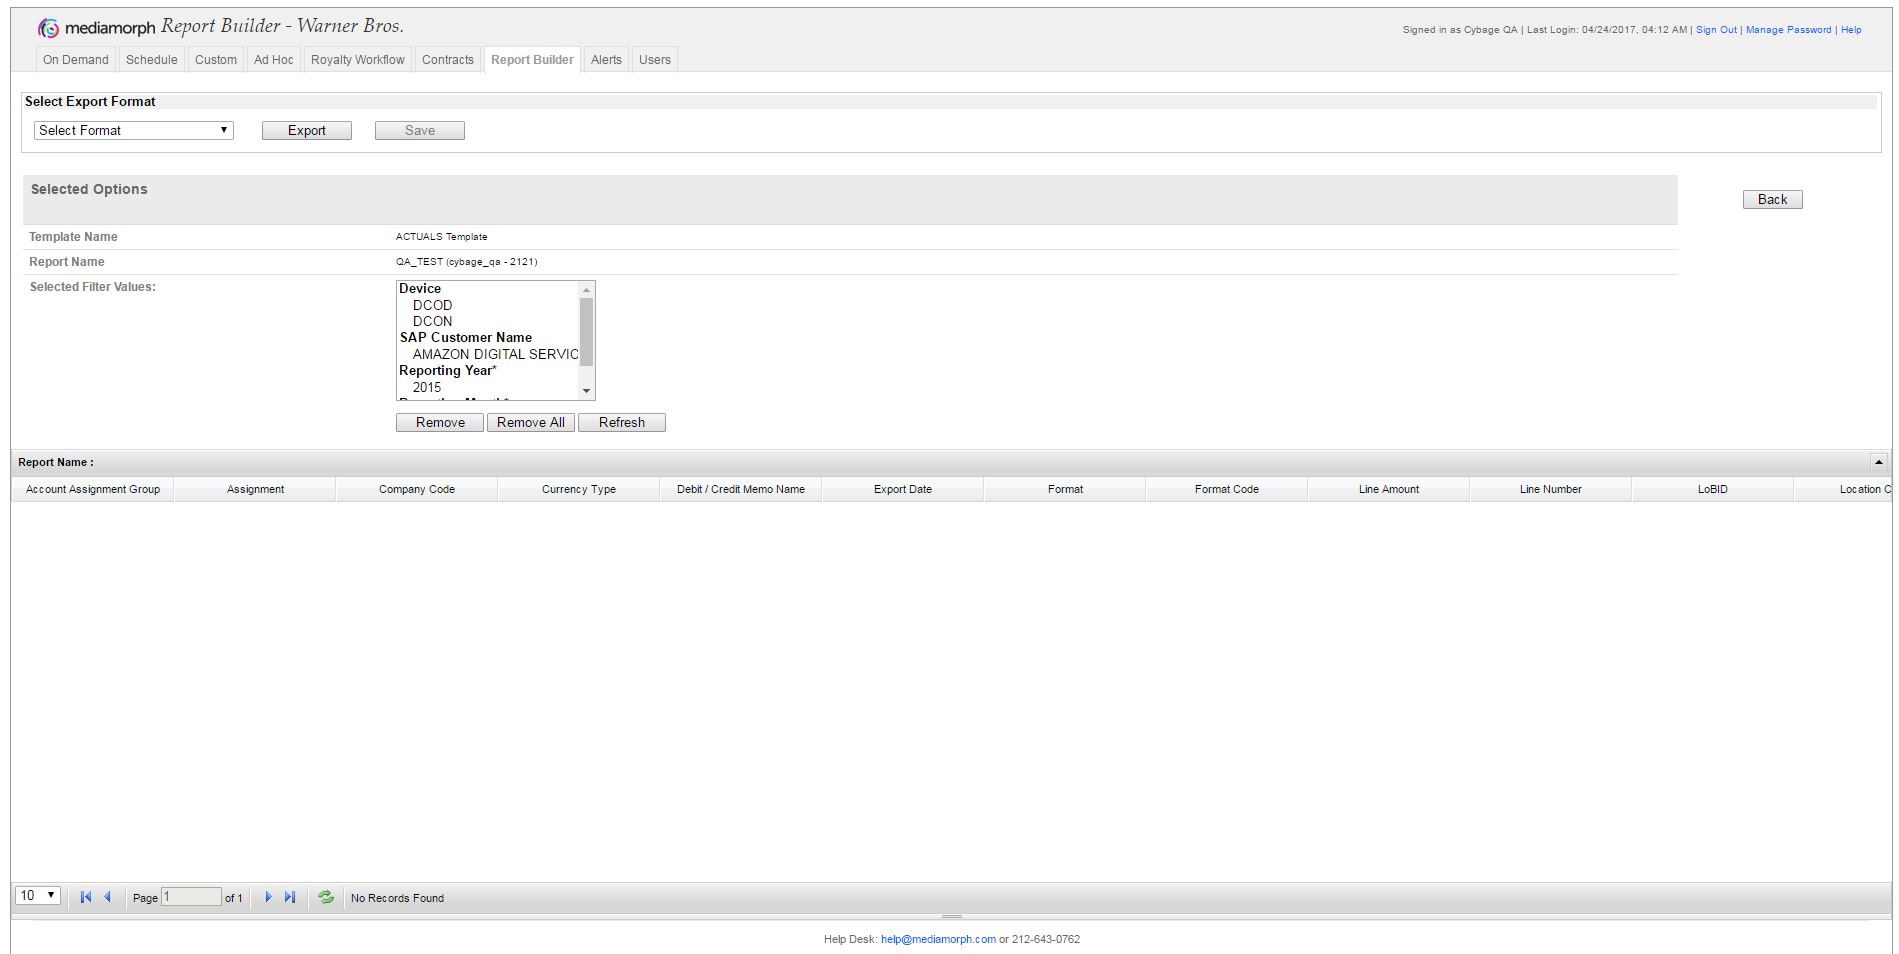 mediamorph Report Builder - Warner Bros.
Signed in as Cybage QA | Last Login: 04/24/2017, 04:12 AM | Sign Out | Manage Password | Help
On Demand Schedule Custom Ad Hoc Royalty Workflow Contracts Report Builder Alerts Users
Select Export Format
Select Format Export Save
Selected Options
Back
Template Name ACTUALS Template
Report Name QA_TEST (cybage_qa - 2121)
Selected Filter Values:
Device
DCOD
DCON
SAP Customer Name
AMAZON DIGITAL SERVIC
Reporting Year*
2015
Remove Remove All Refresh
Report Name :
Account Assignment Group Assignment Company Code Currency Type Debit / Credit Memo Name Export Date Format Format Code Line Amount Line Number LoBID Location C
10 Page 1 of 1 No Records Found
Help Desk: help@mediamorph.com or 212-643-0762